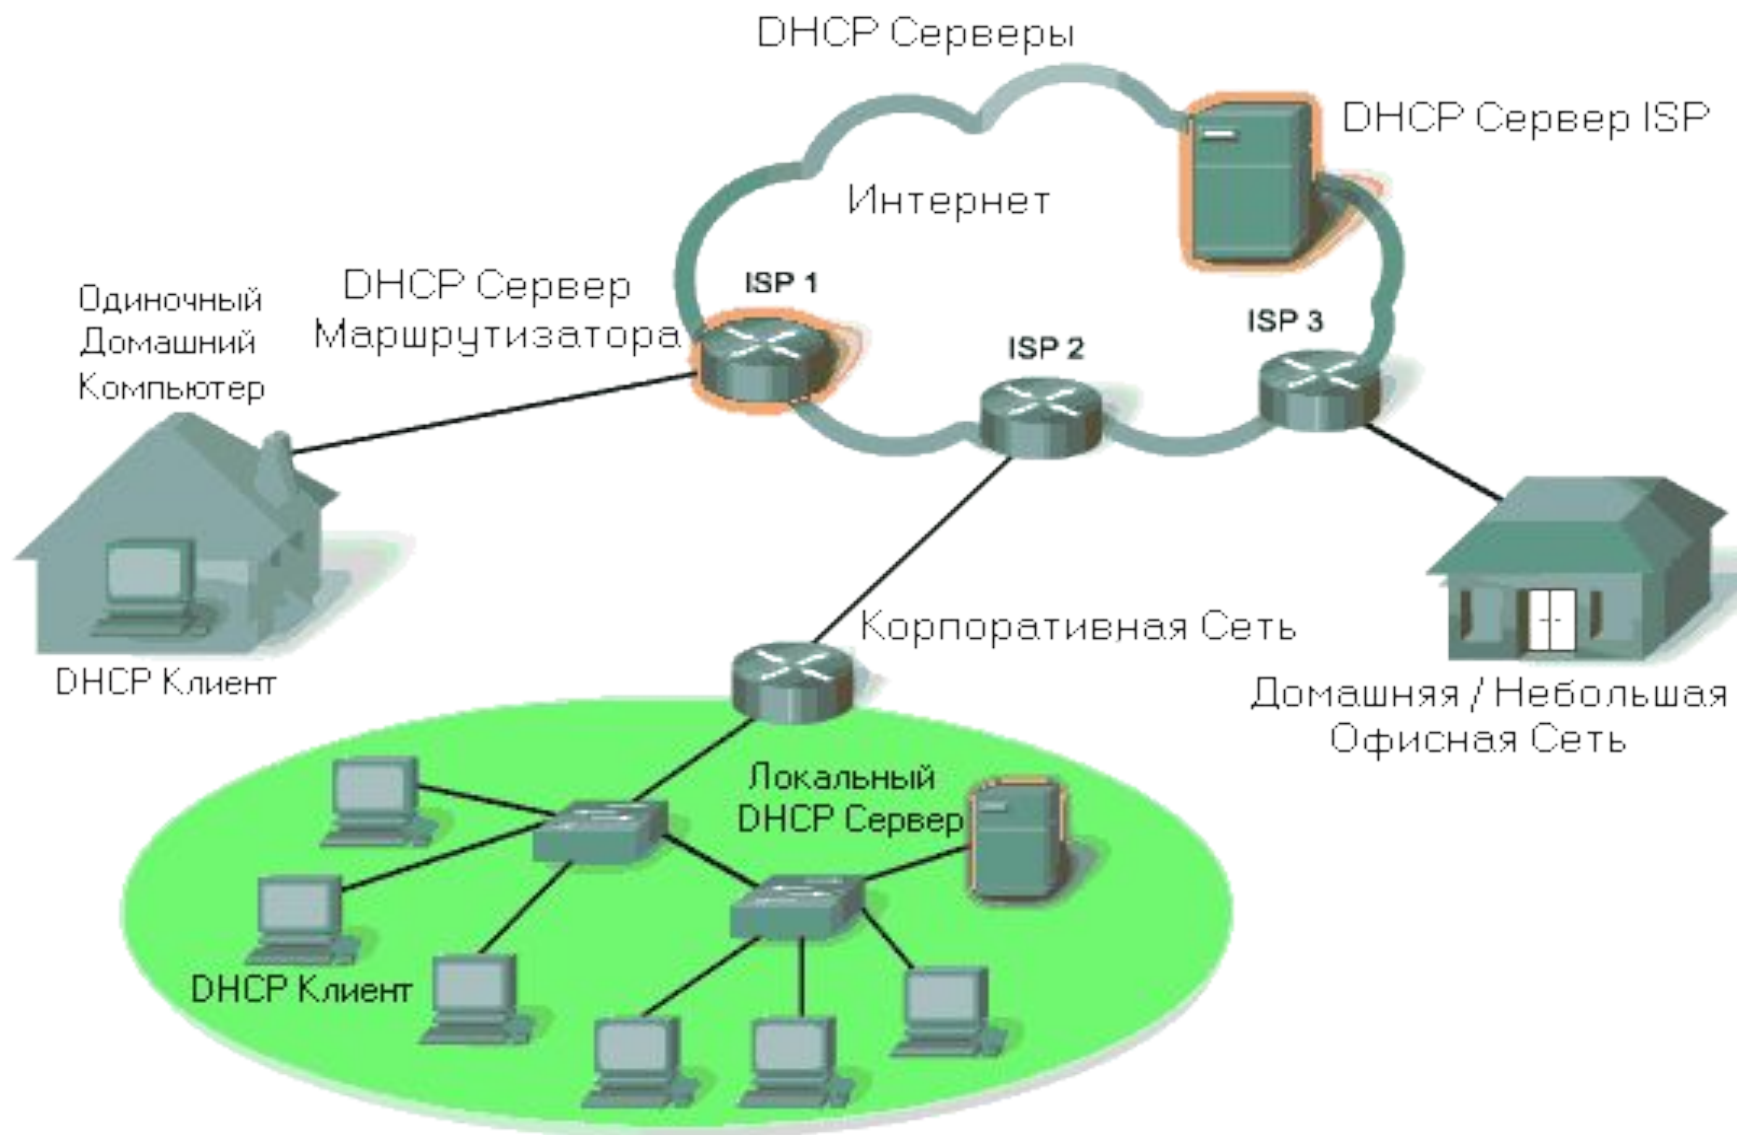 DHCP Серверы
DHCP Сервер ISP
Интернет
ISP 1
DHCP Сервер
Маршрутизатора
Одиночный
Домашний
Компьютер
ISP 2
ISP 3
DHCP Клиент
Корпоративная Сеть
Домашняя / Небольшая
Офисная Сеть
Локальный
DHCP Сервер
DHCP Клиент